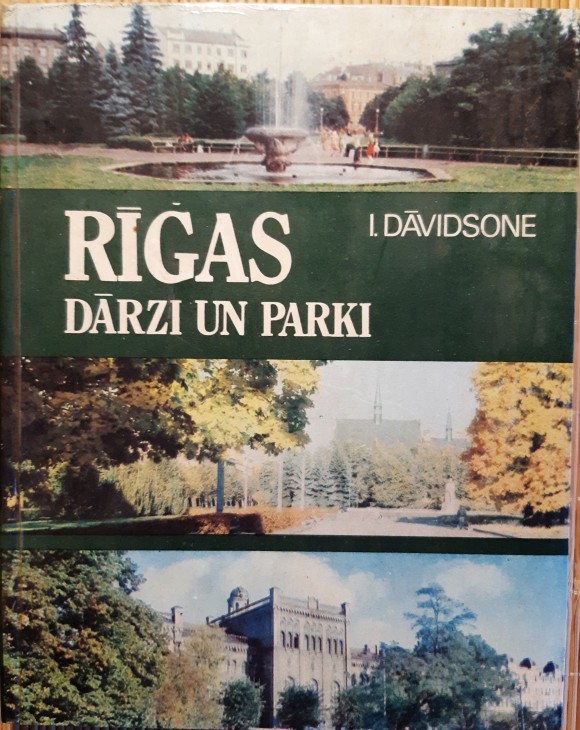 RĪGAS
I. DĀVIDSONE
DĀRZI UN PARKI